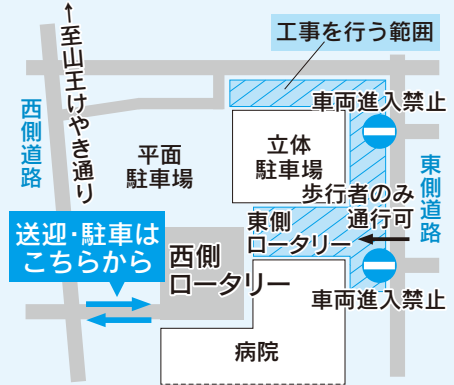 ←至山王けやき通り
工事を行う範囲
車両進入禁止
西側道路
平面
駐車場
立体
駐車場
東側道路
歩行者のみ
通行可
送迎・駐車は
こちらから
西側
ロータリー
東側
ロータリー
車両進入禁止
病院